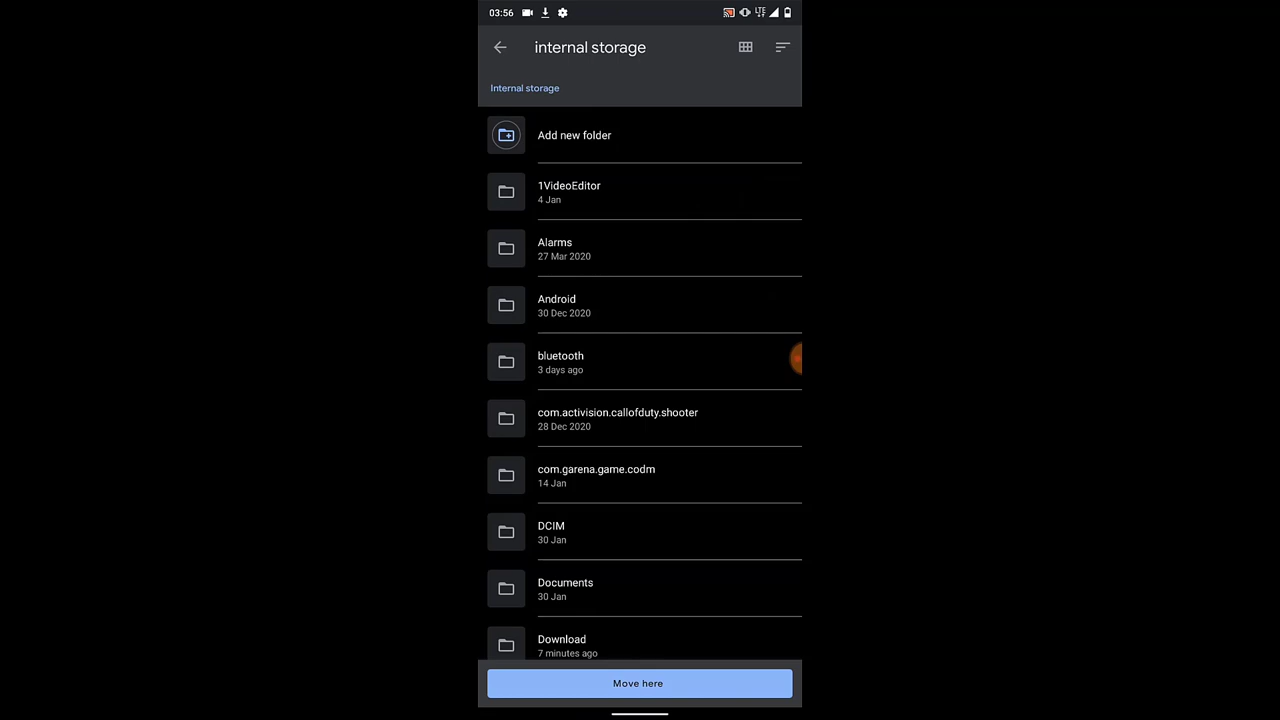 03:56
LTE
internal storage
Internal storage
Add new folder
1VideoEditor
4 Jan
Alarms
27 Mar 2020
Android
30 Dec 2020
bluetooth
3 days ago
com.activision.callofduty.shooter
28 Dec 2020
com.garena.game.codm
14 Jan
DCIM
30 Jan
Documents
30 Jan
Download
7 minutes ago
Move here